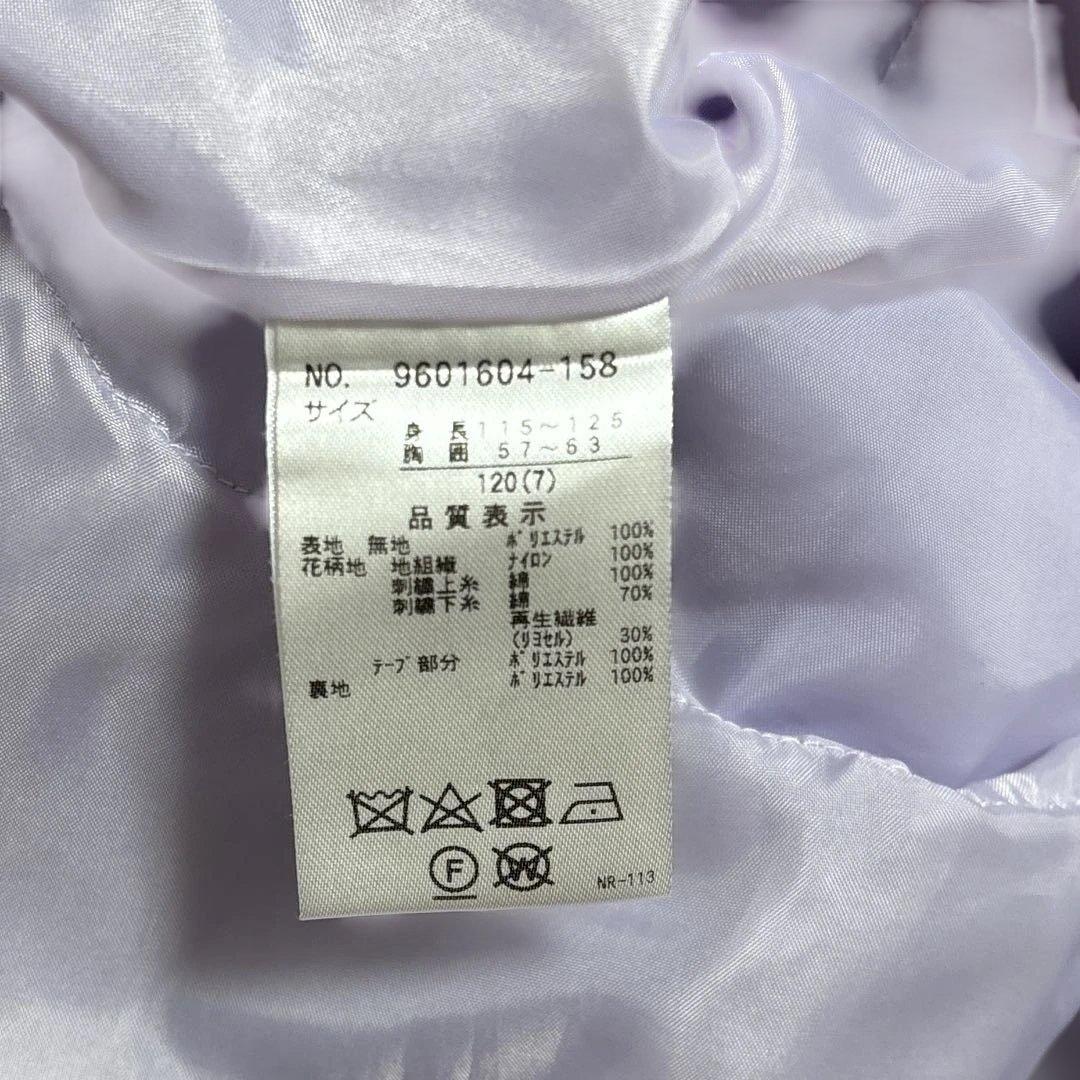 NO. 9601604-158
サイズ
身長 115～125
胸囲 57～63
120(7)
品質表示
表地 無地 ポリエステル 100%
花柄地 地組織 ナイロン 100%
刺繍上糸 綿 100%
刺繍下糸 綿 70%
再生繊維
(リヨセル) 30%
テープ部分 ポリエステル 100%
裏地 ポリエステル 100%
F W
NR-113